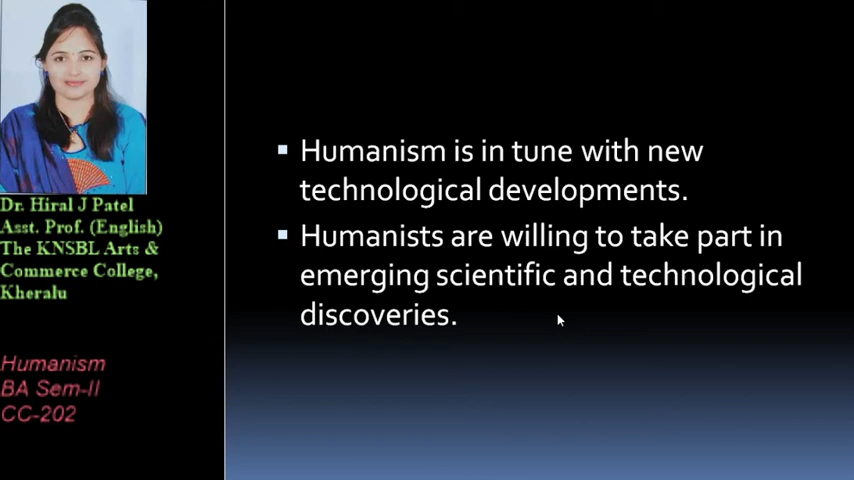 Dr. Hiral J Patel
Asst. Prof. (English)
The KNSBL Arts &
Commerce College,
Kheralu
Humanism
BA Sem-II
CC-202
Humanism is in tune with new
technological developments.
Humanists are willing to take part in
emerging scientific and technological
discoveries.